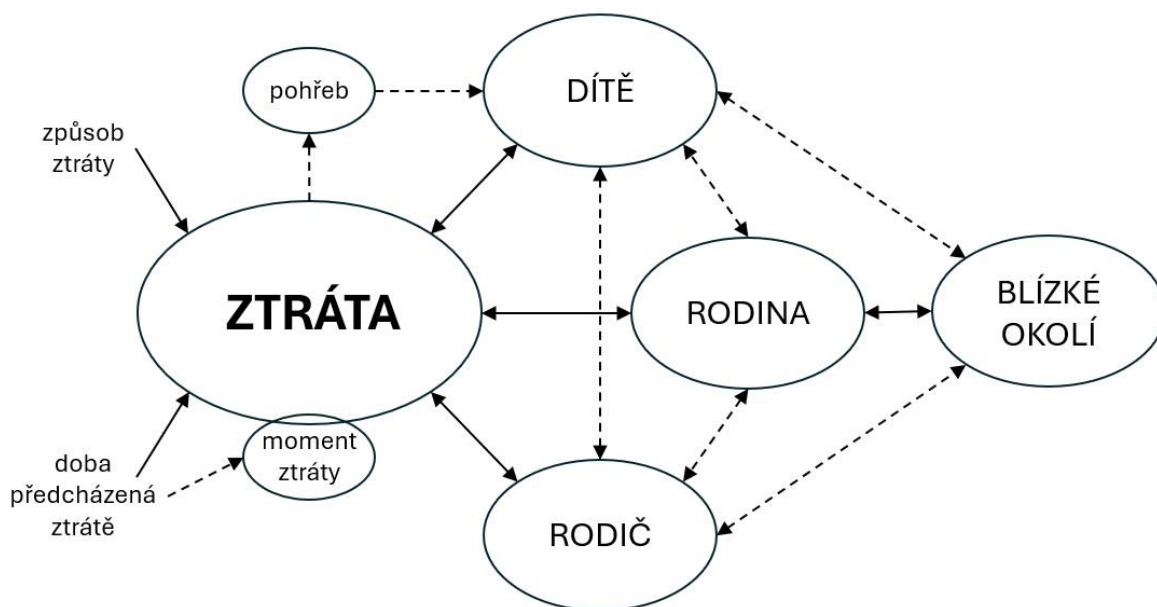 DÍTĚ
pohřeb
způsob
ztráty
ZTRÁTA
RODINA
BLÍZKÉ
OKOLÍ
moment
ztráty
doba
předcházená
ztrátě
RODIČ